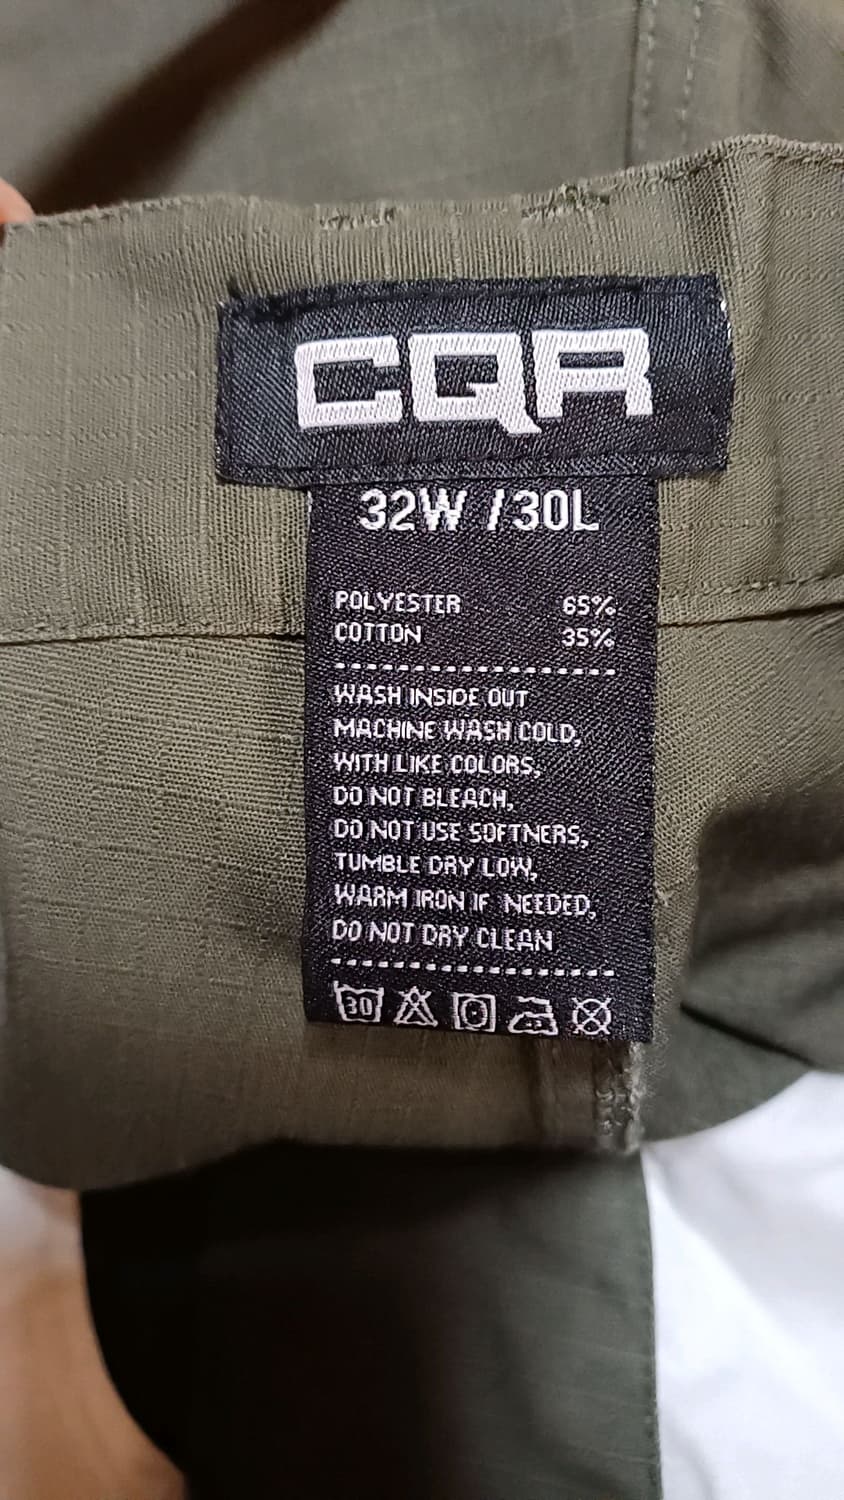 CQR
32W /30L
POLYESTER 65%
COTTON 35%
WASH INSIDE OUT
MACHINE WASH COLD,
WITH LIKE COLORS,
DO NOT BLEACH,
DO NOT USE SOFTNERS,
TUMBLE DRY LOW,
WARM IRON IF NEEDED,
DO NOT DRY CLEAN
30